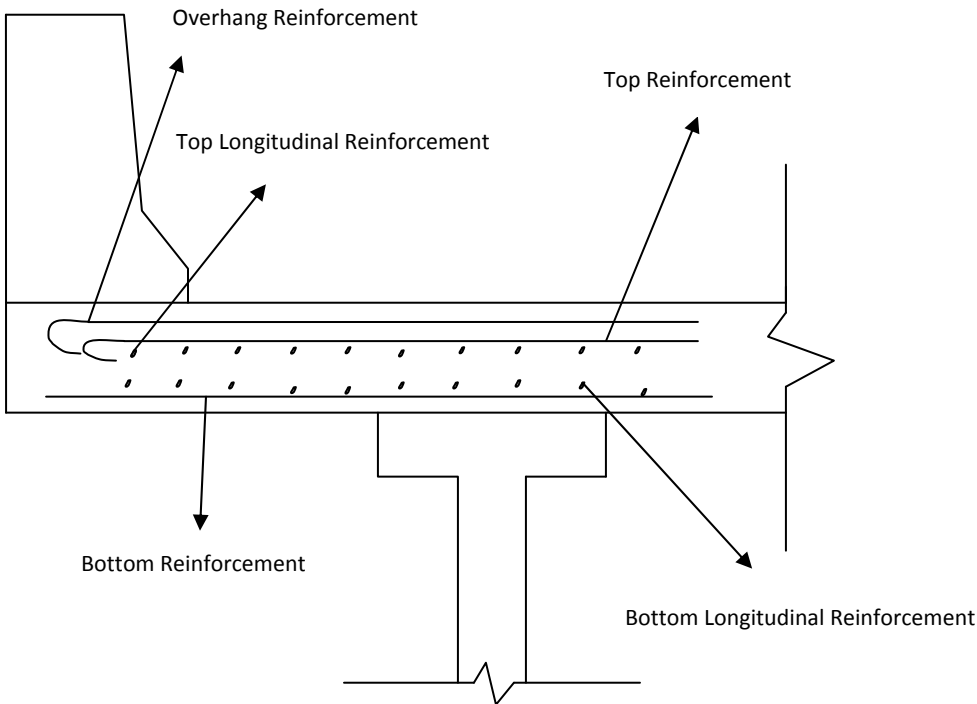 Overhang Reinforcement
Top Reinforcement
Top Longitudinal Reinforcement
Bottom Reinforcement
Bottom Longitudinal Reinforcement